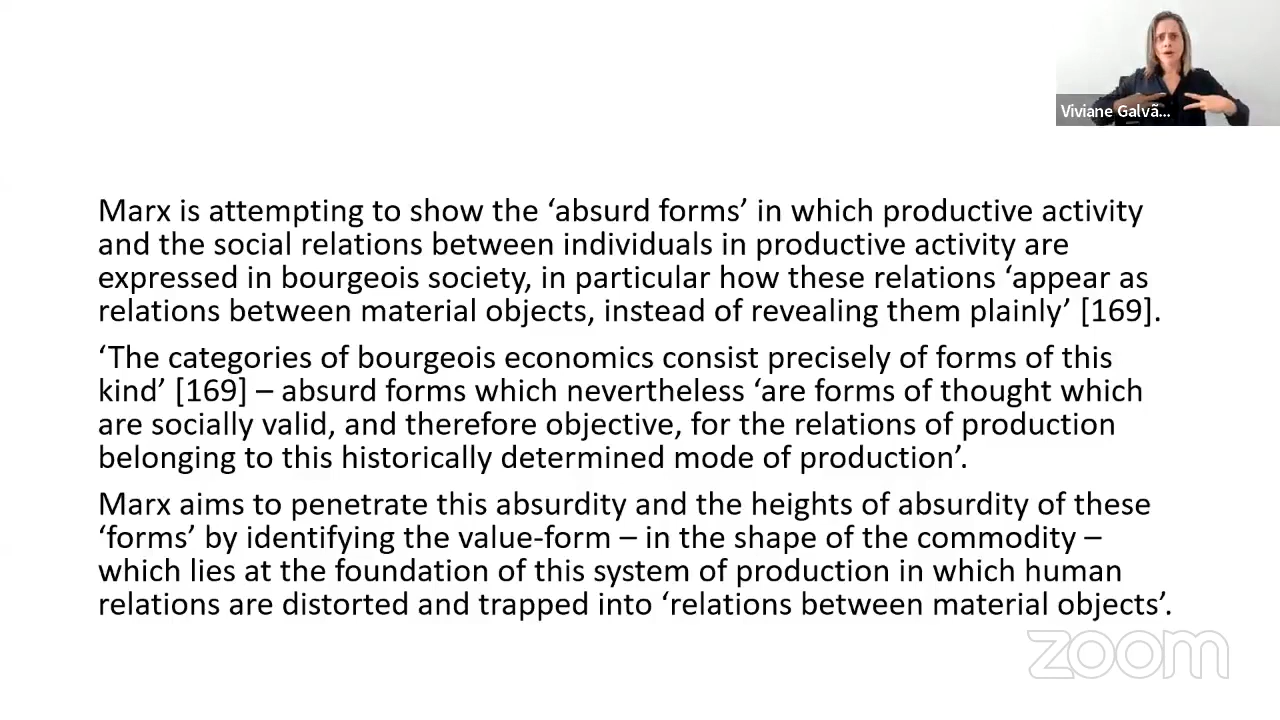 Viviane Galvã...
Marx is attempting to show the ‘absurd forms’ in which productive activity
and the social relations between individuals in productive activity are
expressed in bourgeois society, in particular how these relations ‘appear as
relations between material objects, instead of revealing them plainly’ [169].
‘The categories of bourgeois economics consist precisely of forms of this
kind’ [169] – absurd forms which nevertheless ‘are forms of thought which
are socially valid, and therefore objective, for the relations of production
belonging to this historically determined mode of production’.
Marx aims to penetrate this absurdity and the heights of absurdity of these
‘forms’ by identifying the value-form – in the shape of the commodity –
which lies at the foundation of this system of production in which human
relations are distorted and trapped into ‘relations between material objects’.
zoom